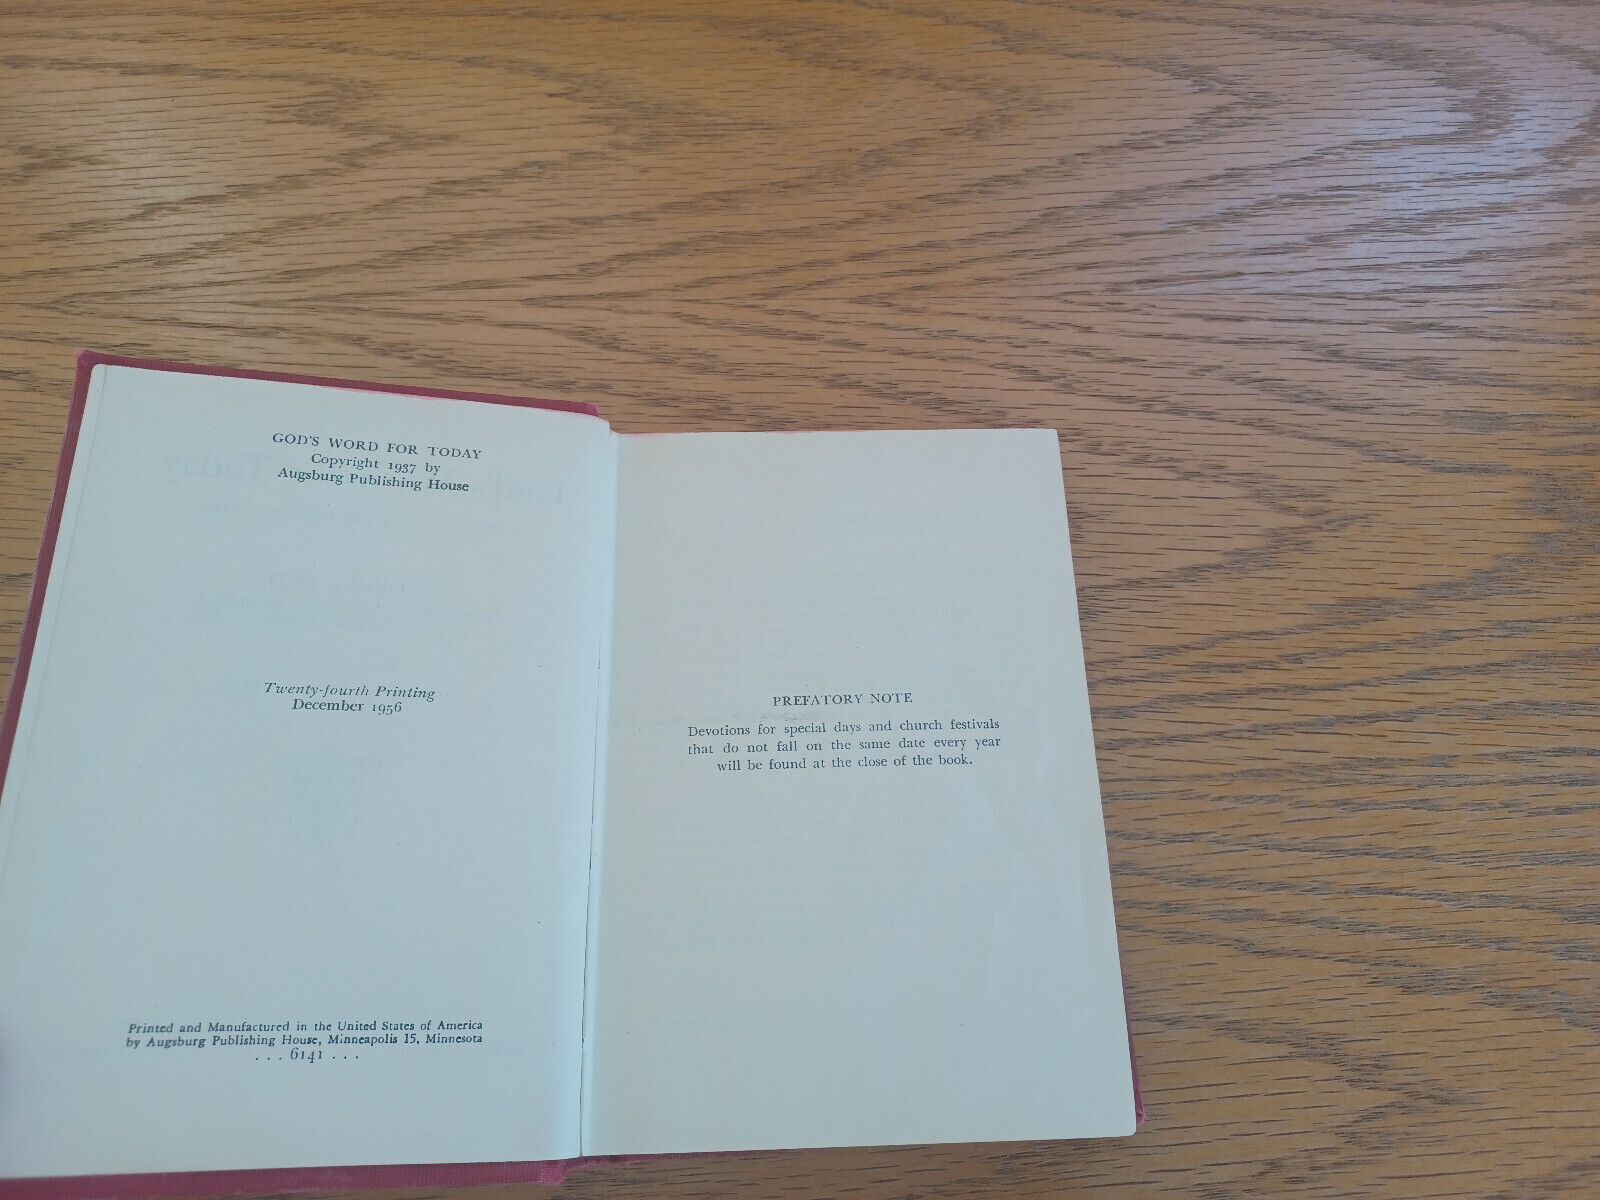 GOD'S WORD FOR TODAY
Copyright 1937 by
Augsburg Publishing House
Twenty-fourth Printing
December 1956
Printed and Manufactured in the United States of America
by Augsburg Publishing House, Minneapolis 15, Minnesota
. . . 6141 . . .
PREFATORY NOTE
Devotions for special days and church festivals
that do not fall on the same date every year
will be found at the close of the book.